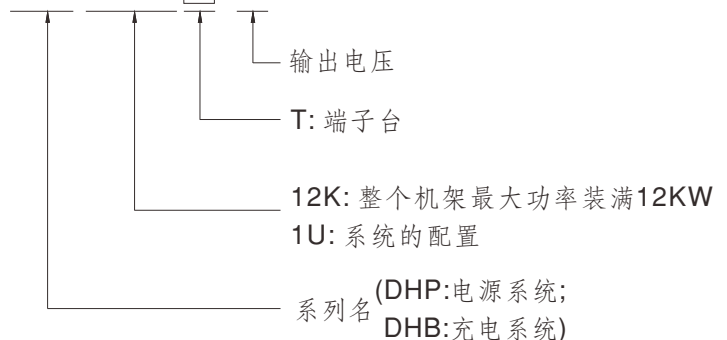 输出电压
T: 端子台
12K: 整个机架最大功率装满12KW
1U: 系统的配置
系列名(DHP:电源系统;
DHB:充电系统)